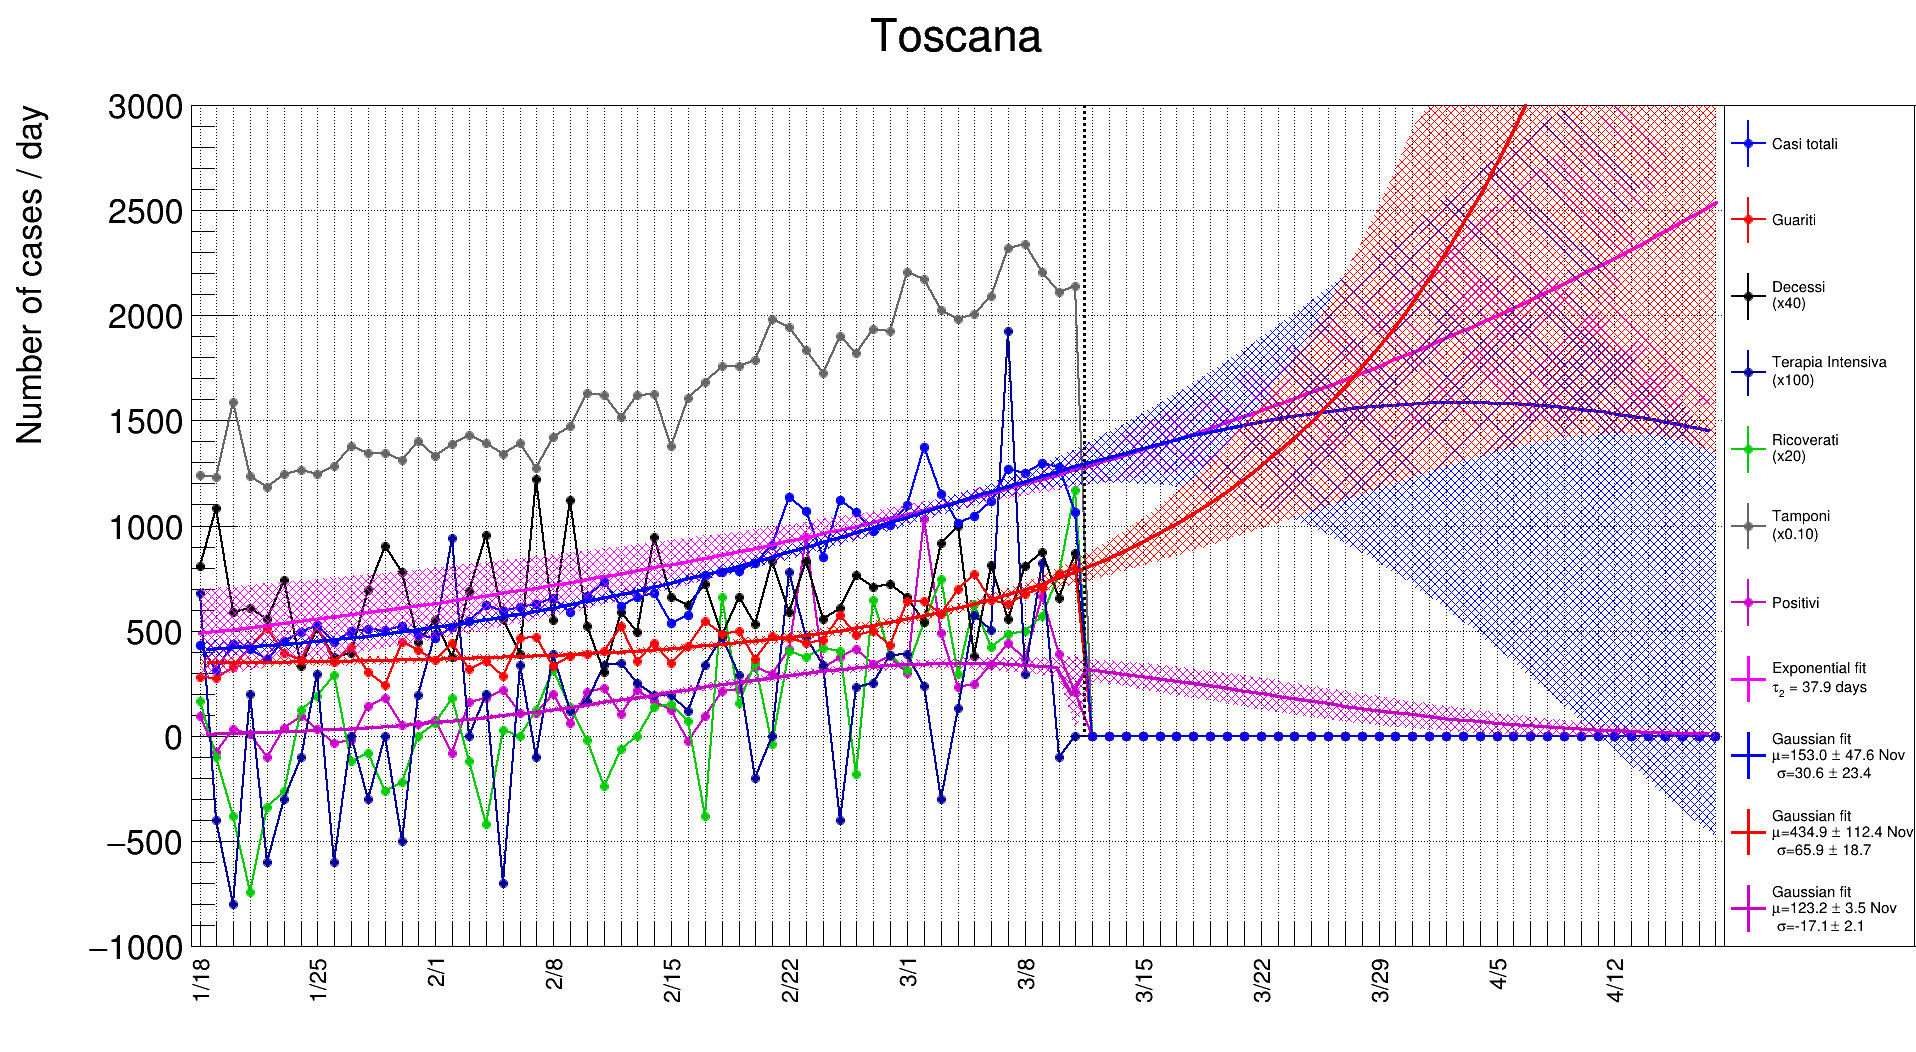 Toscana
Number of cases / day
3000
2500
2000
1500
1000
500
0
−500
−1000
1/18
1/25
2/1
2/8
2/15
2/22
3/1
3/8
3/15
3/22
3/29
4/5
4/12
Casi totali
Guariti
Decessi
(x40)
Terapia Intensiva
(x100)
Ricoverati
(x20)
Tamponi
(x0.10)
Positivi
Exponential fit
τ2 = 37.9 days
Gaussian fit
μ=153.0 ± 47.6 Nov
σ=30.6 ± 23.4
Gaussian fit
μ=434.9 ± 112.4 Nov
σ=65.9 ± 18.7
Gaussian fit
μ=123.2 ± 3.5 Nov
σ=-17.1 ± 2.1